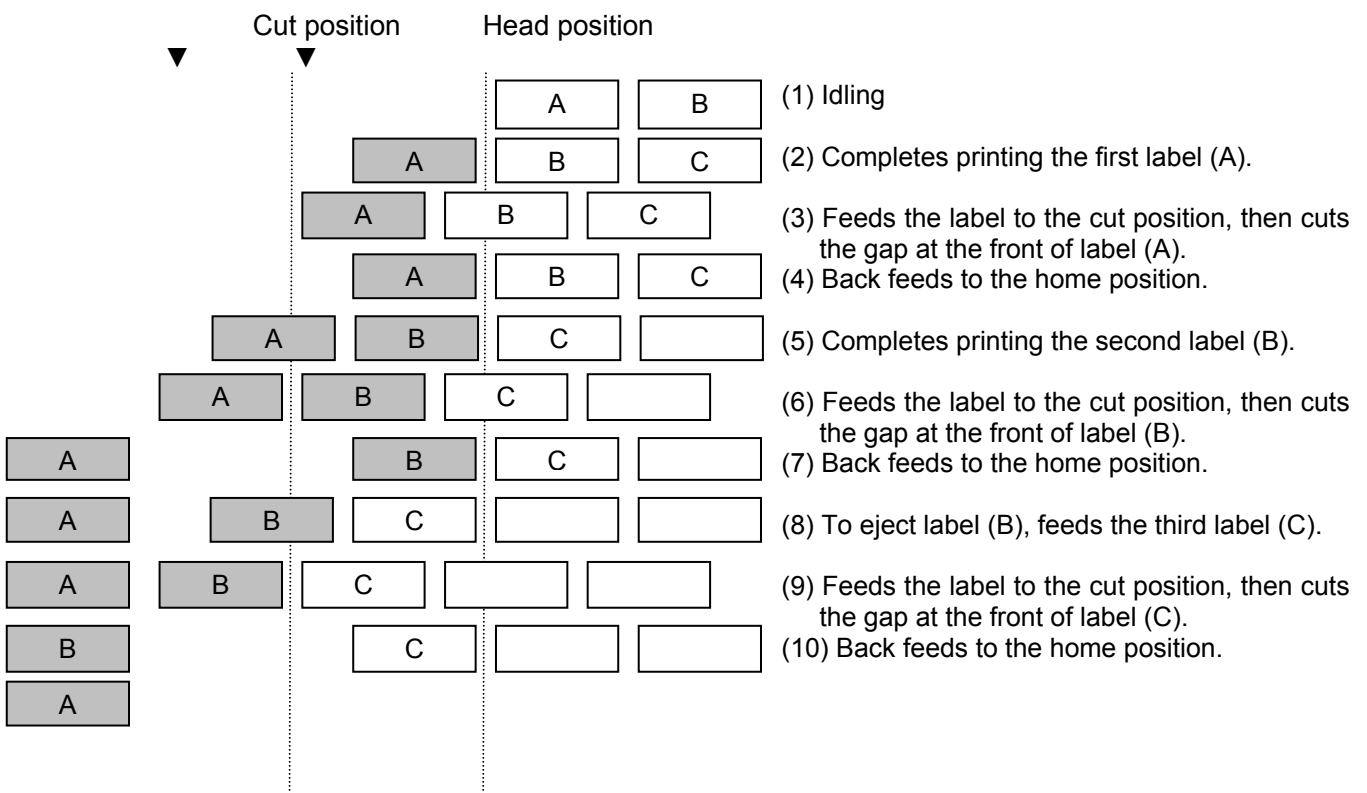 Cut position Head position
▼ ▼
A B (1) Idling
A B C (2) Completes printing the first label (A).
A B C (3) Feeds the label to the cut position, then cuts
the gap at the front of label (A).
A B C (4) Back feeds to the home position.
A B C (5) Completes printing the second label (B).
A B C (6) Feeds the label to the cut position, then cuts
the gap at the front of label (B).
A B C (7) Back feeds to the home position.
A B C (8) To eject label (B), feeds the third label (C).
A B C (9) Feeds the label to the cut position, then cuts
the gap at the front of label (C).
B C (10) Back feeds to the home position.
A